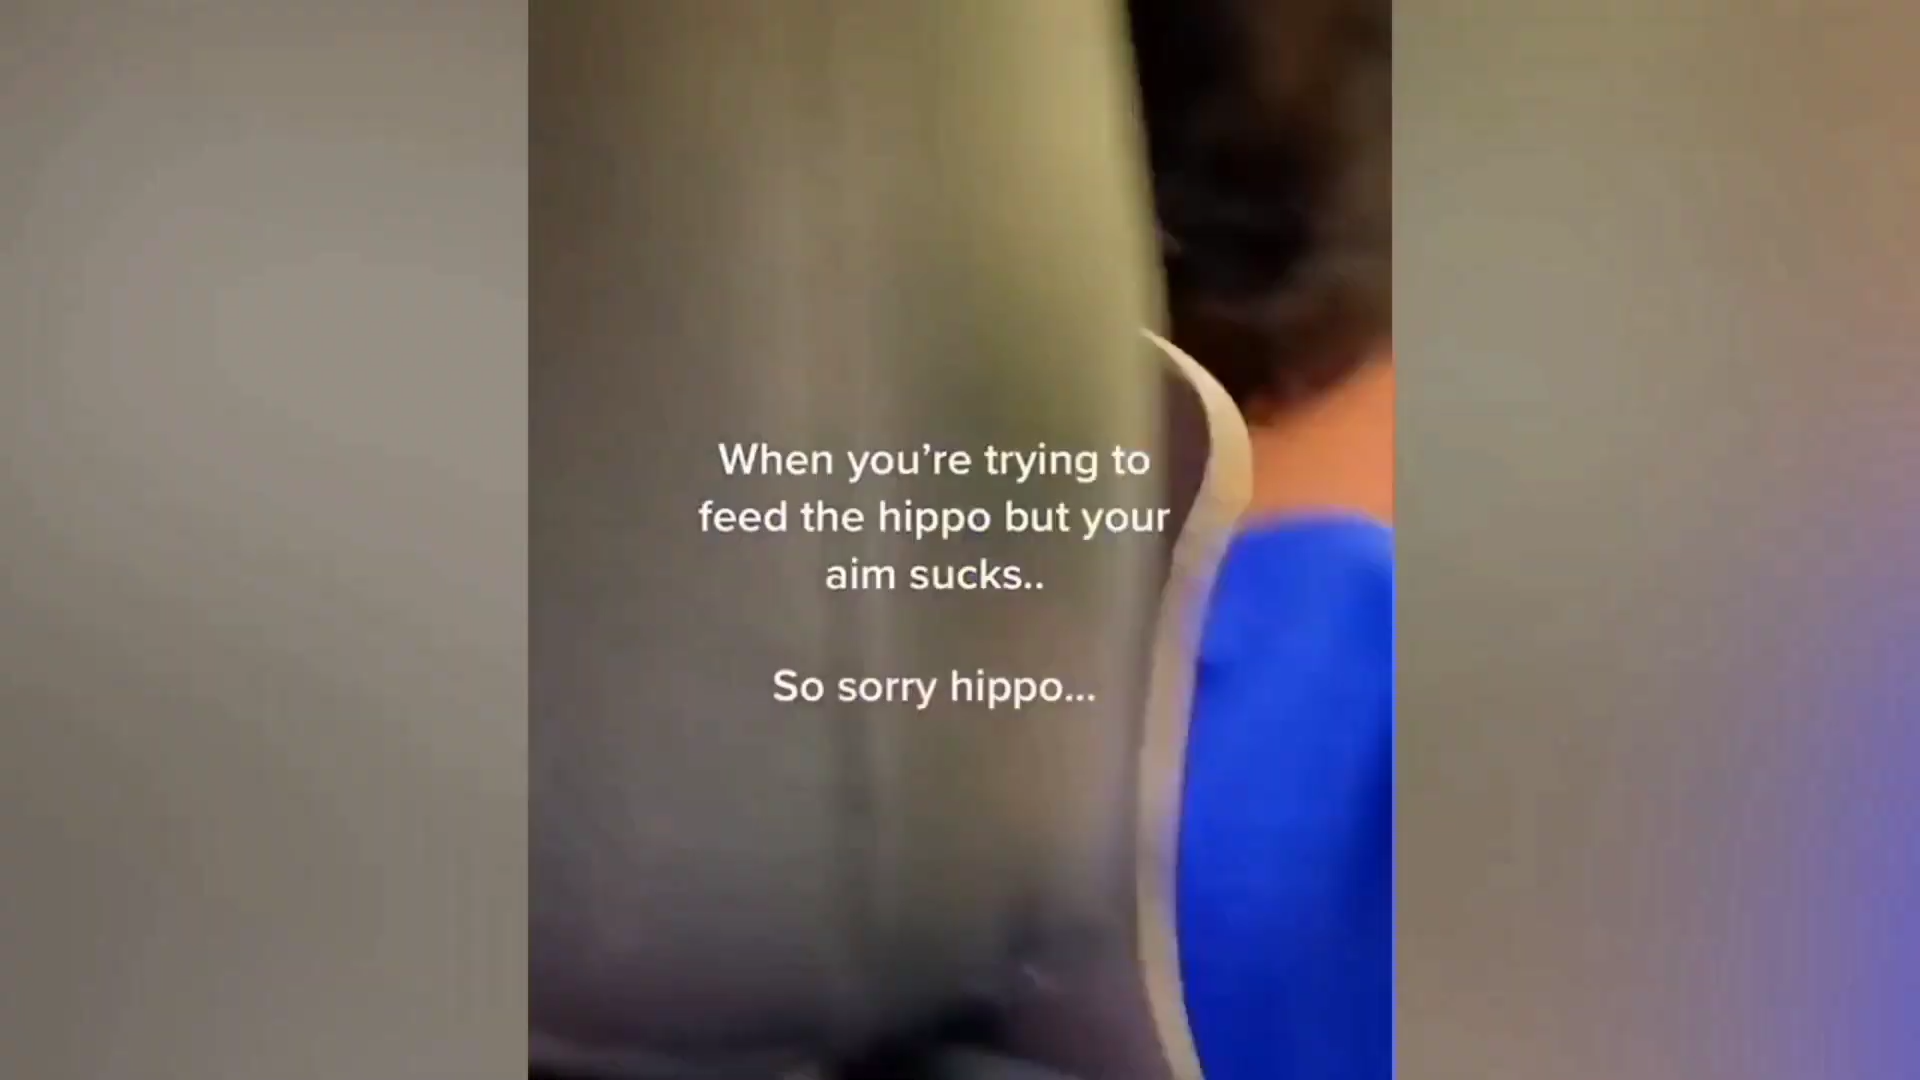 When you're trying to
feed the hippo but your
aim sucks..
So sorry hippo...